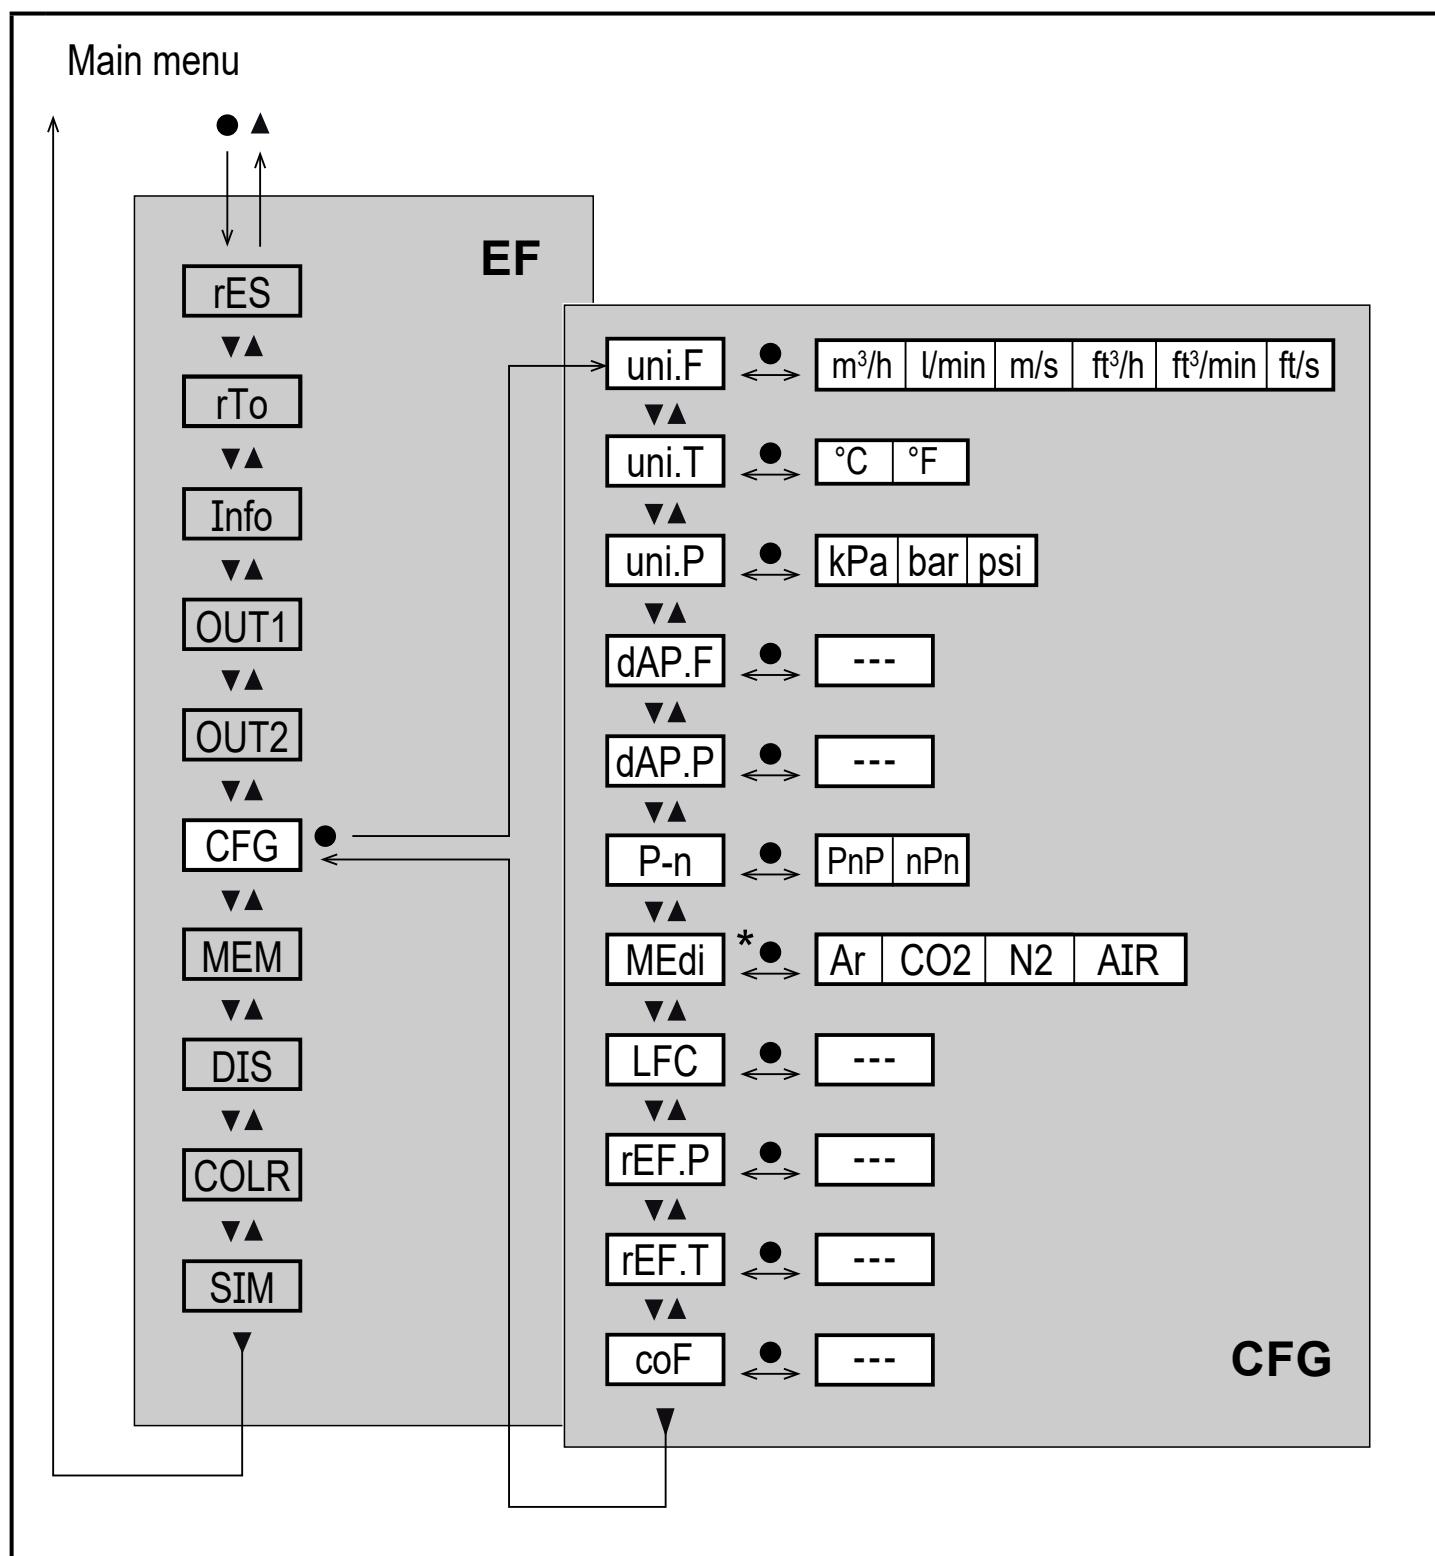 Main menu
EF
rES
rTo
Info
OUT1
OUT2
CFG
MEM
DIS
COLR
SIM
uni.F m³/h l/min m/s ft³/h ft³/min ft/s
uni.T °C °F
uni.P kPa bar psi
dAP.F ---
dAP.P ---
P-n PnP nPn
MEdi * Ar CO2 N2 AIR
LFC ---
rEF.P ---
rEF.T ---
coF ---
CFG